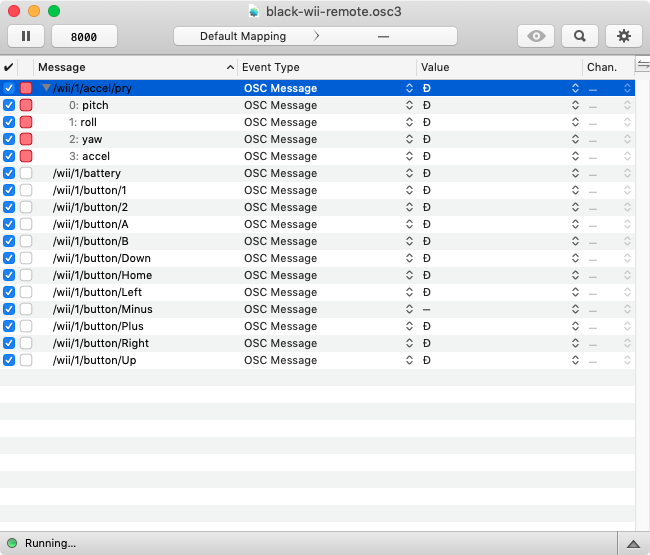 black-wii-remote.osc3
8000 Default Mapping —
✔ Message Event Type Value Chan.
/wii/1/accel/pry OSC Message Đ –
0: pitch OSC Message Đ –
1: roll OSC Message Đ –
2: yaw OSC Message Đ –
3: accel OSC Message Đ –
/wii/1/battery OSC Message Đ –
/wii/1/button/1 OSC Message Đ –
/wii/1/button/2 OSC Message Đ –
/wii/1/button/A OSC Message Đ –
/wii/1/button/B OSC Message Đ –
/wii/1/button/Down OSC Message Đ –
/wii/1/button/Home OSC Message Đ –
/wii/1/button/Left OSC Message Đ –
/wii/1/button/Minus OSC Message – –
/wii/1/button/Plus OSC Message Đ –
/wii/1/button/Right OSC Message Đ –
/wii/1/button/Up OSC Message Đ –
Running...